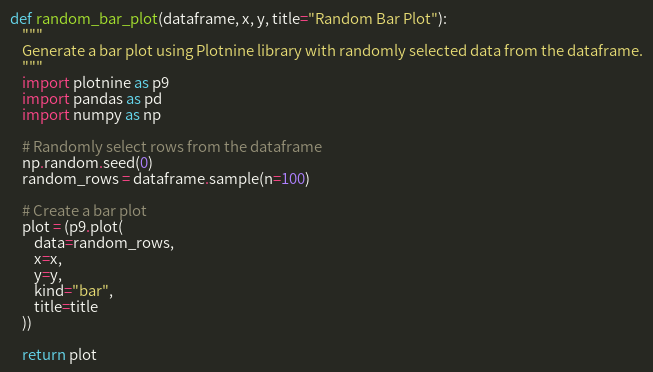 def random_bar_plot(dataframe, x, y, title="Random Bar Plot"):
    """
    Generate a bar plot using Plotnine library with randomly selected data from the dataframe.
    """
    import plotnine as p9
    import pandas as pd
    import numpy as np

    # Randomly select rows from the dataframe
    np.random.seed(0)
    random_rows = dataframe.sample(n=100)

    # Create a bar plot
    plot = (p9.plot(
        data=random_rows,
        x=x,
        y=y,
        kind="bar",
        title=title
    ))

    return plot